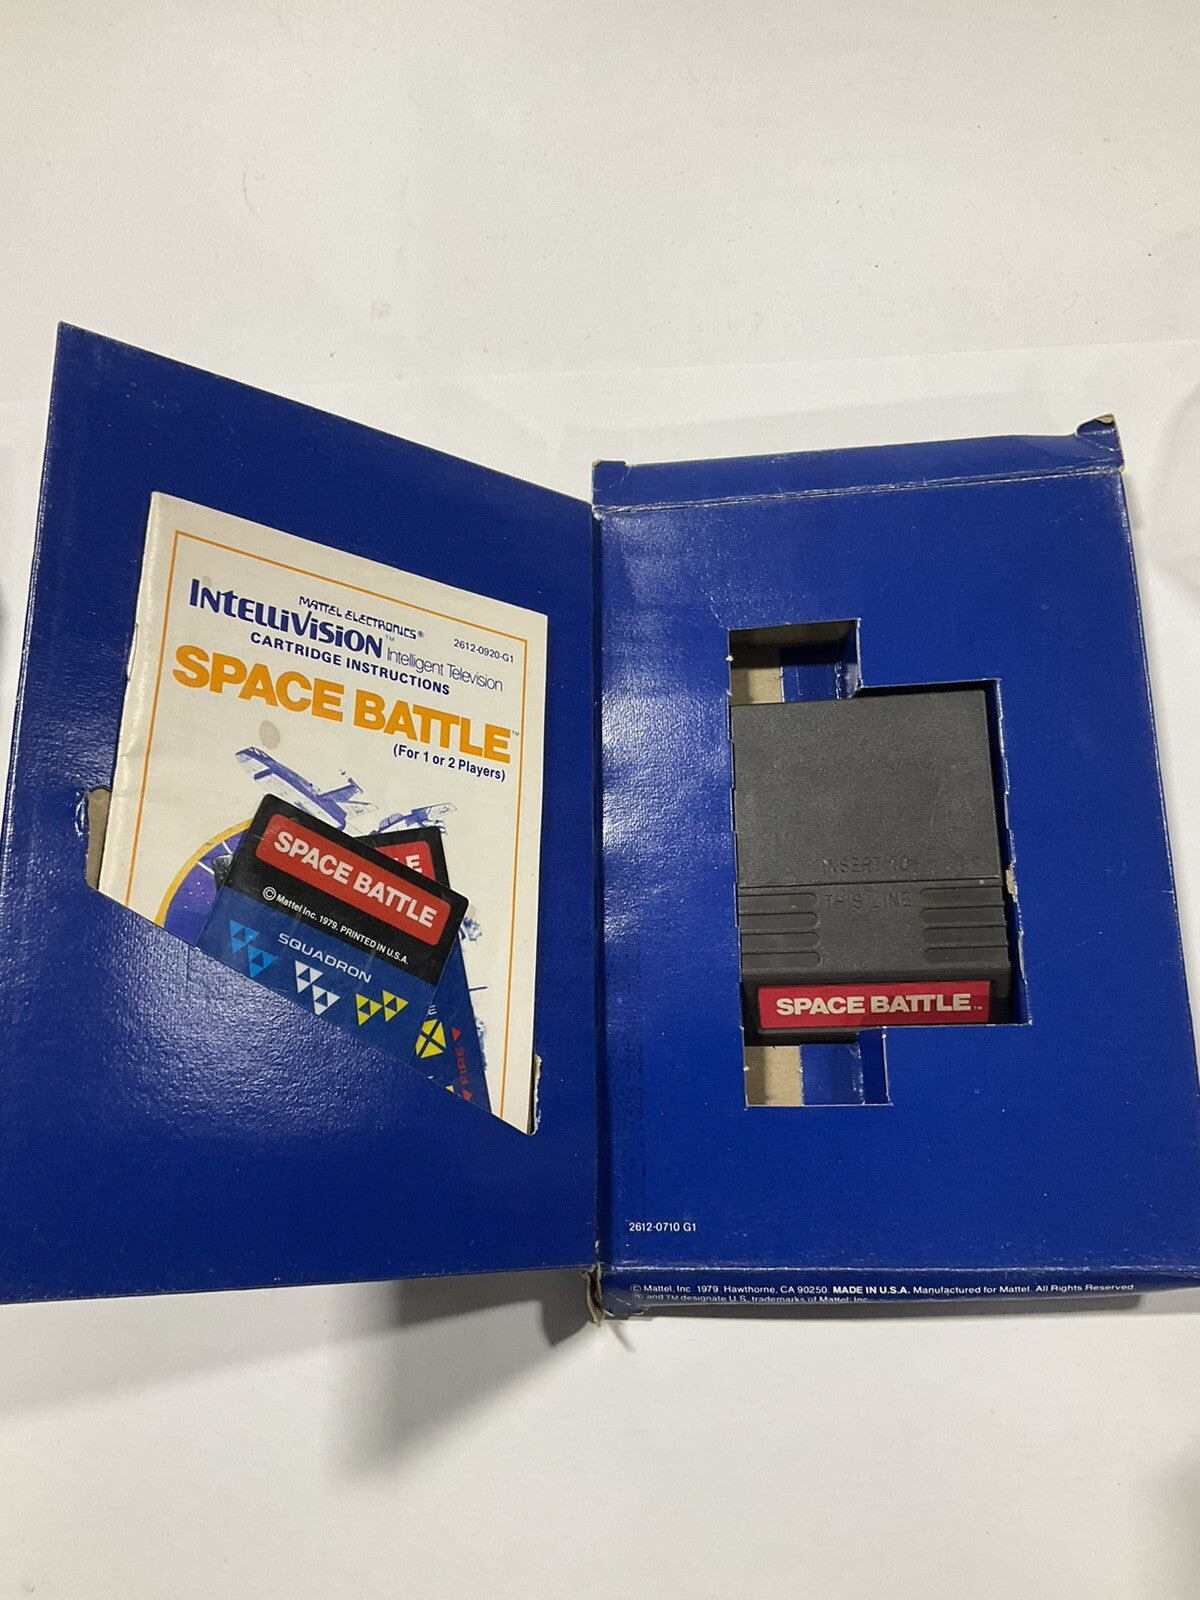 MATTEL ELECTRONICS®
INTELLIVISION™ Intelligent Television
2612-0920-G1
CARTRIDGE INSTRUCTIONS
SPACE BATTLE™
(For 1 or 2 Players)
SPACE BATTLE
© Mattel Inc. 1979. PRINTED IN U.S.A.
SQUADRON
LE
E
FIRE
INSERT TO
THIS LINE
SPACE BATTLE™
2612-0710 G1
© Mattel, Inc. 1979. Hawthorne, CA 90250. MADE IN U.S.A. Manufactured for Mattel. All Rights Reserved.
® and TM designate U.S. trademarks of Mattel, Inc.